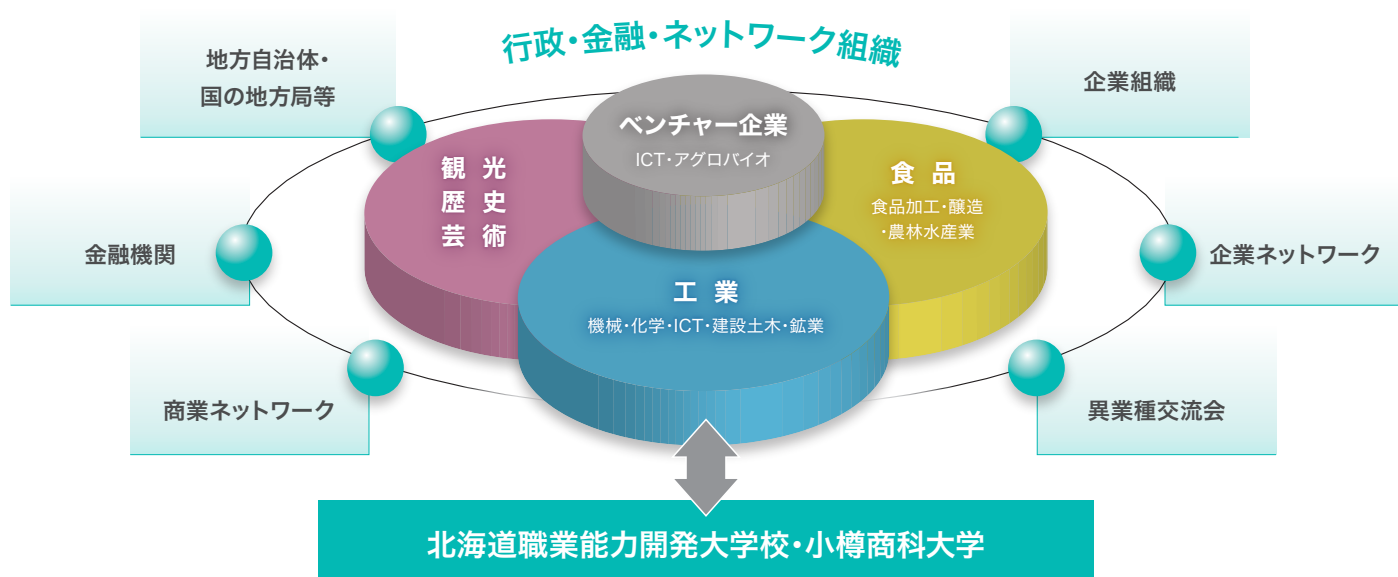 行政・金融・ネットワーク組織
地方自治体・
国の地方局等
企業組織
ベンチャー企業
ICT・アグロバイオ
観光
歴史
芸術
食品
食品加工・醸造
・農林水産業
金融機関
企業ネットワーク
工業
機械・化学・ICT・建設土木・鉱業
商業ネットワーク
異業種交流会
北海道職業能力開発大学校・小樽商科大学